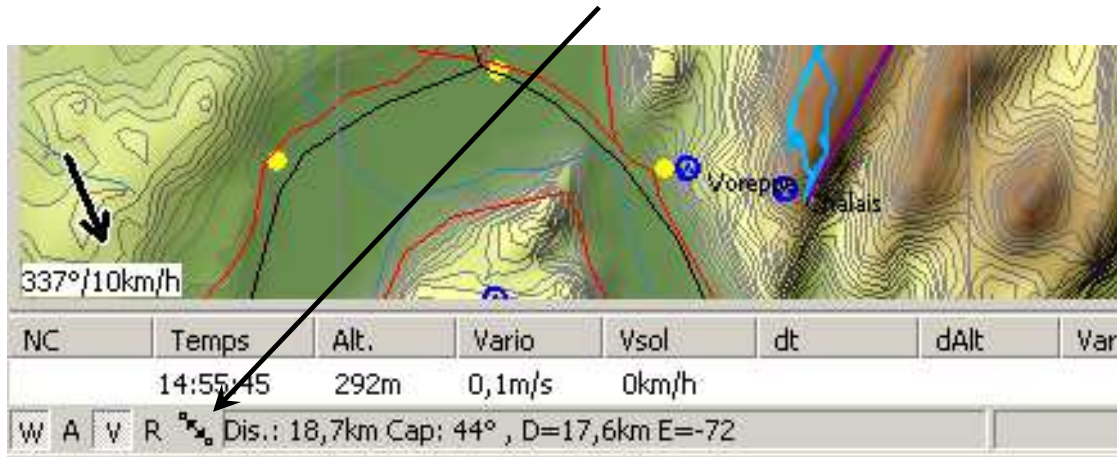 Voreppe
Chalais
337°/10km/h
NC Temps Alt. Vario Vsol dt dAlt Var
14:55:45 292m 0,1m/s 0km/h
W A V R Dis.: 18,7km Cap: 44° , D=17,6km E=-72